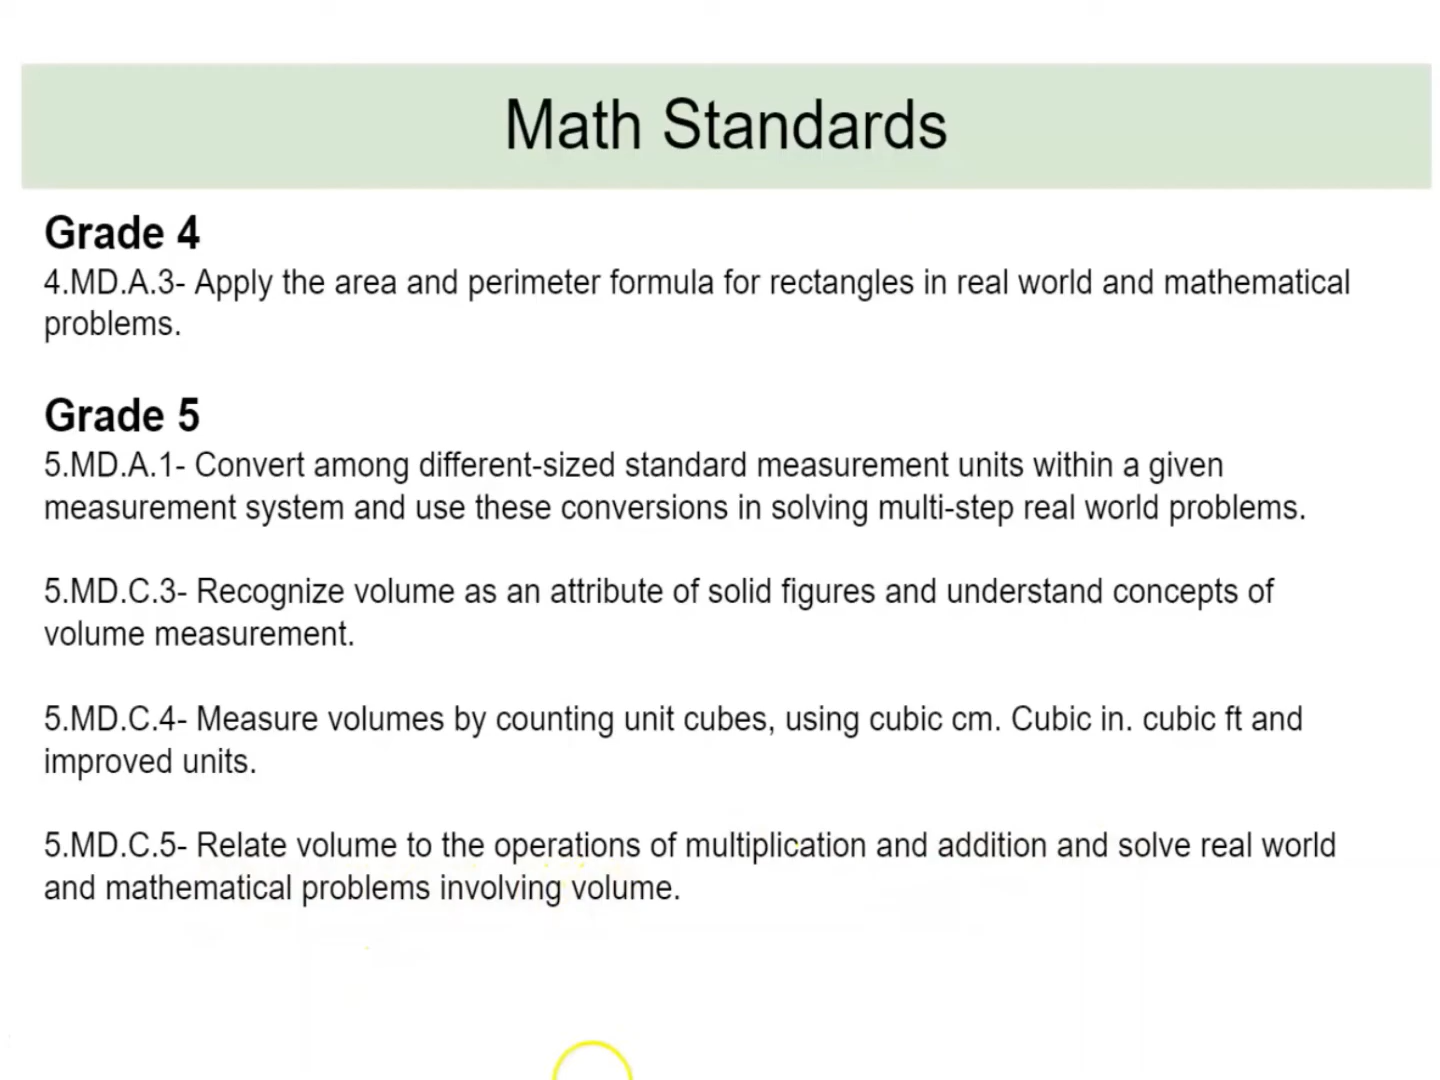 Math Standards
Grade 4
4.MD.A.3- Apply the area and perimeter formula for rectangles in real world and mathematical
problems.
Grade 5
5.MD.A.1- Convert among different-sized standard measurement units within a given
measurement system and use these conversions in solving multi-step real world problems.
5.MD.C.3- Recognize volume as an attribute of solid figures and understand concepts of
volume measurement.
5.MD.C.4- Measure volumes by counting unit cubes, using cubic cm. Cubic in. cubic ft and
improved units.
5.MD.C.5- Relate volume to the operations of multiplication and addition and solve real world
and mathematical problems involving volume.